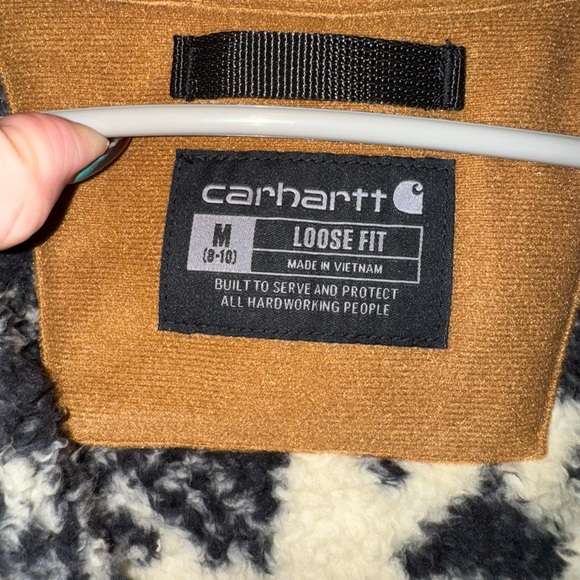 carhartt
M
(8-10)
LOOSE FIT
MADE IN VIETNAM
BUILT TO SERVE AND PROTECT
ALL HARDWORKING PEOPLE